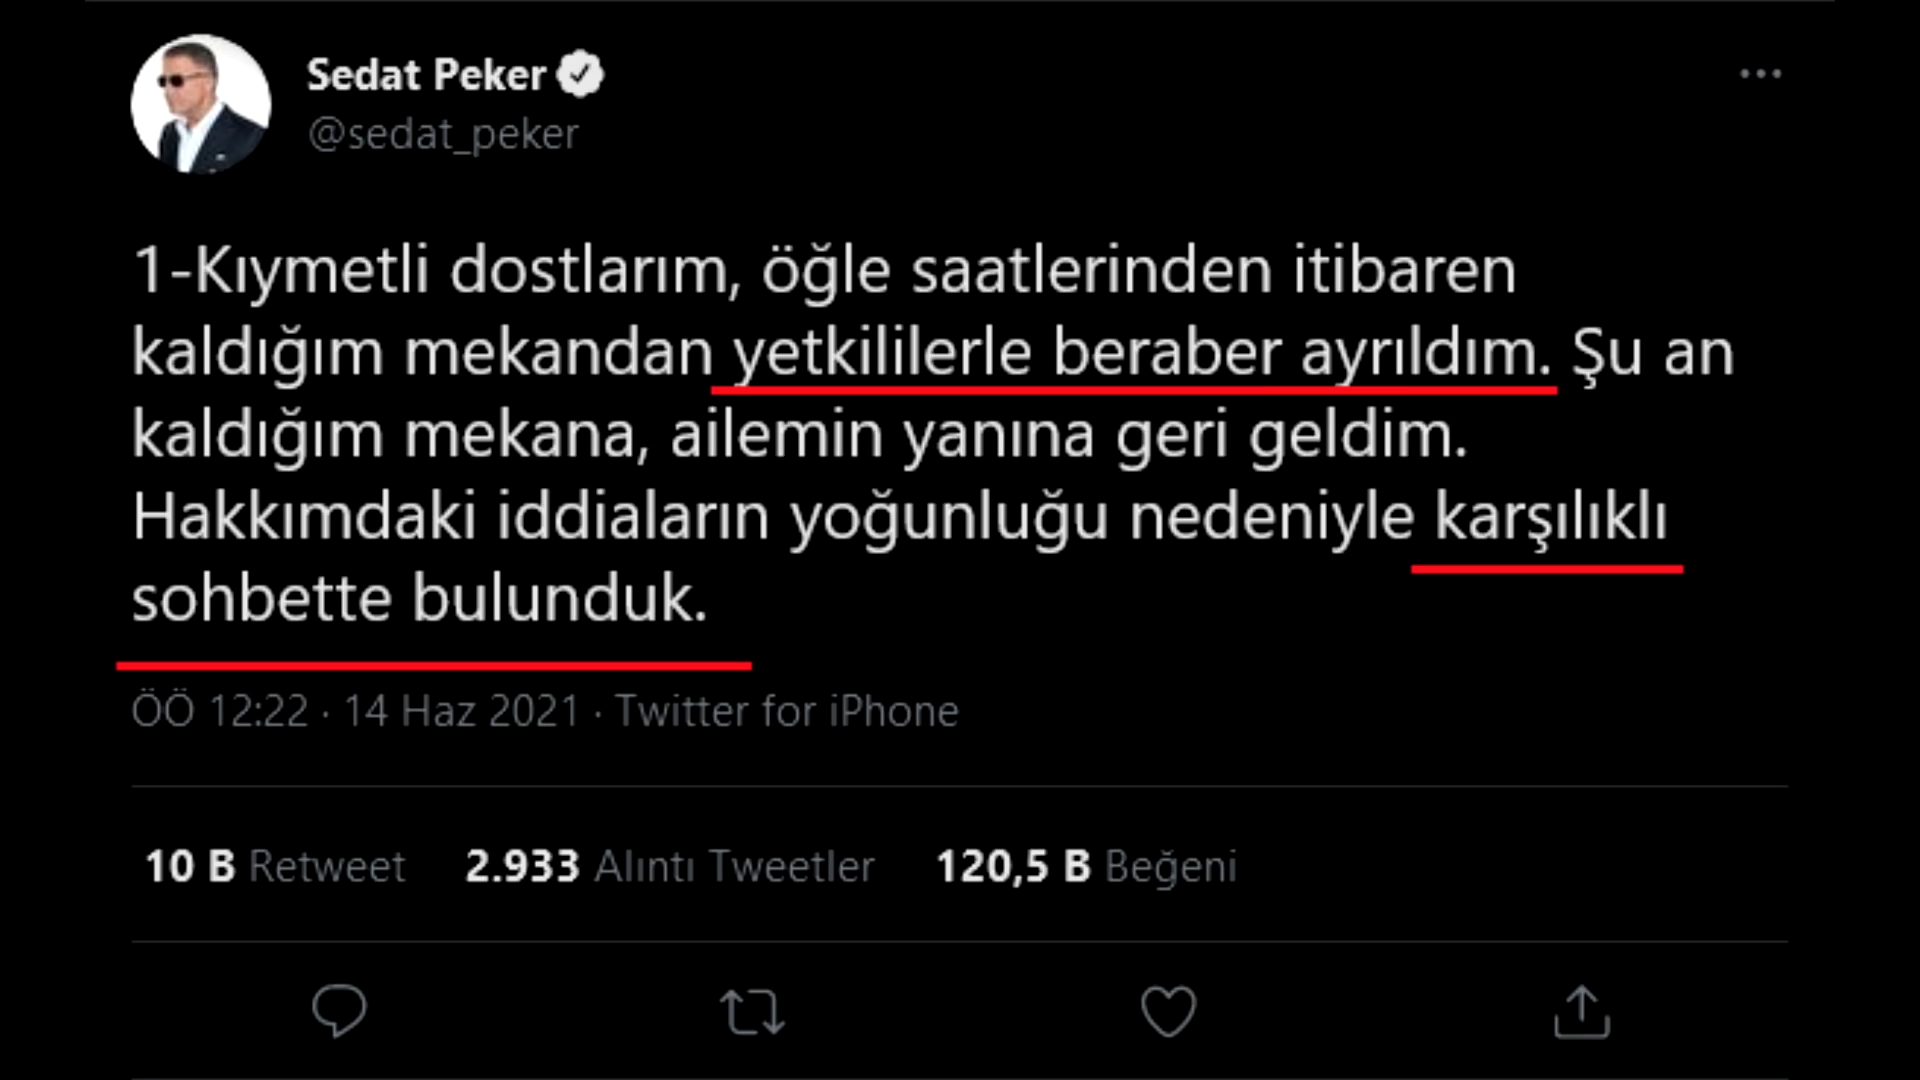 Sedat Peker
@sedat_peker
1-Kıymetli dostlarım, öğle saatlerinden itibaren
kaldığım mekandan yetkililerle beraber ayrıldım. Şu an
kaldığım mekana, ailemin yanına geri geldim.
Hakkımdaki iddiaların yoğunluğu nedeniyle karşılıklı
sohbette bulunduk.
ÖÖ 12:22 · 14 Haz 2021 · Twitter for iPhone
10 B Retweet 2.933 Alıntı Tweetler 120,5 B Beğeni